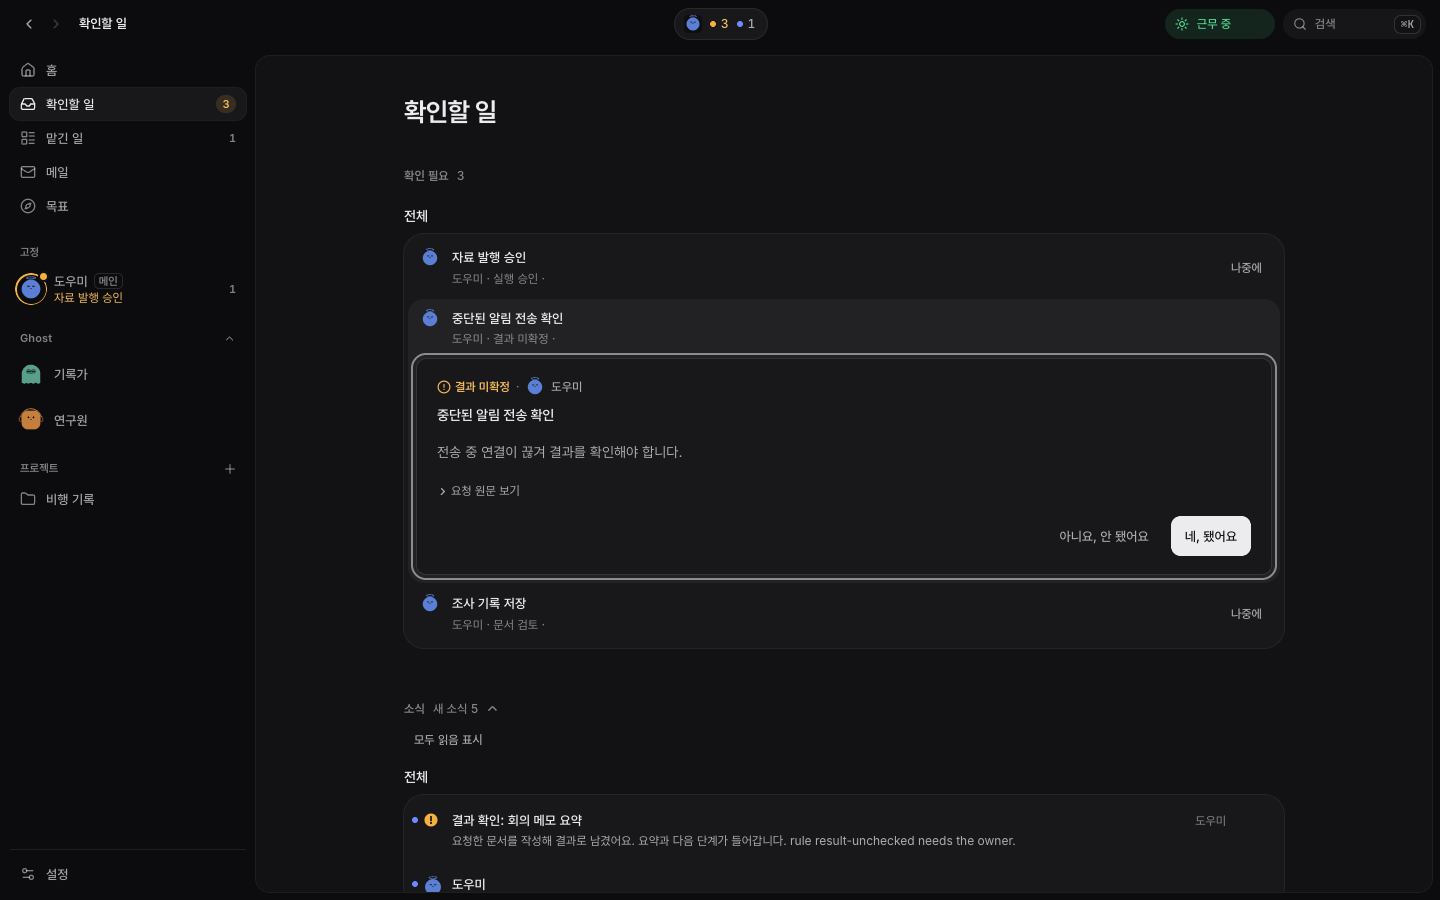 확인할 일
3
1
근무 중
검색
⌘K
홈
확인할 일
3
맡긴 일
1
메일
목표
고정
도우미 메인
자료 발행 승인
1
Ghost
기록가
연구원
프로젝트
비행 기록
설정
확인할 일
확인 필요 3
전체
자료 발행 승인
도우미 · 실행 승인 ·
나중에
중단된 알림 전송 확인
도우미 · 결과 미확정 ·
결과 미확정 · 도우미
중단된 알림 전송 확인
전송 중 연결이 끊겨 결과를 확인해야 합니다.
요청 원문 보기
아니요, 안 됐어요
네, 됐어요
조사 기록 저장
도우미 · 문서 검토 ·
나중에
소식 새 소식 5
모두 읽음 표시
전체
결과 확인: 회의 메모 요약
도우미
요청한 문서를 작성해 결과로 남겼어요. 요약과 다음 단계가 들어갑니다. rule result-unchecked needs the owner.
도우미